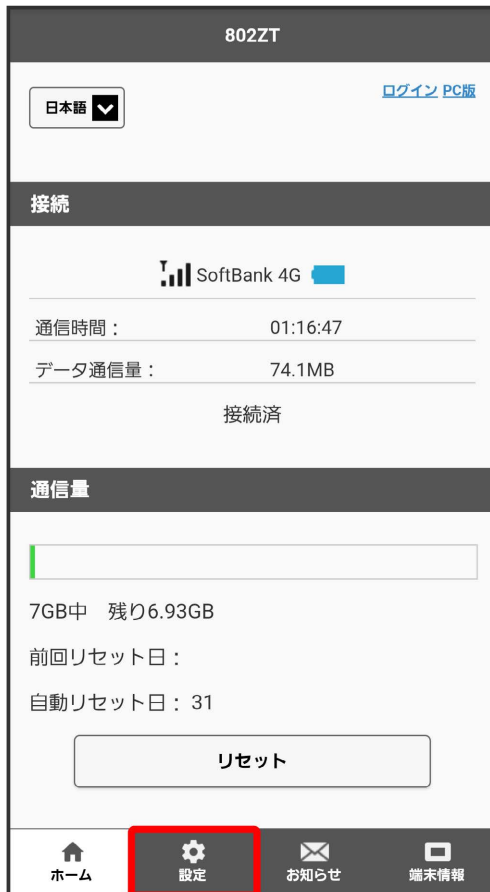 802ZT
日本語
ログイン PC版
接続
SoftBank 4G
通信時間： 01:16:47
データ通信量： 74.1MB
接続済
通信量
7GB中 残り6.93GB
前回リセット日：
自動リセット日： 31
リセット
ホーム 設定 お知らせ 端末情報